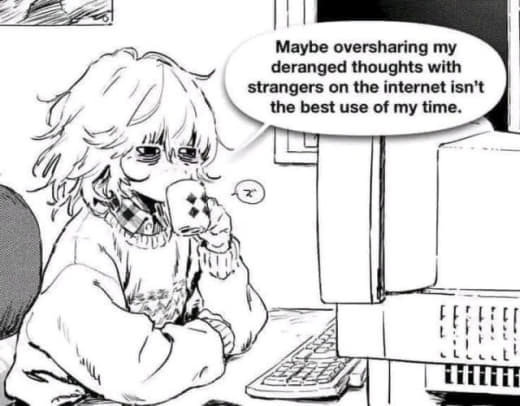 Maybe oversharing my
deranged thoughts with
strangers on the internet isn't
the best use of my time.